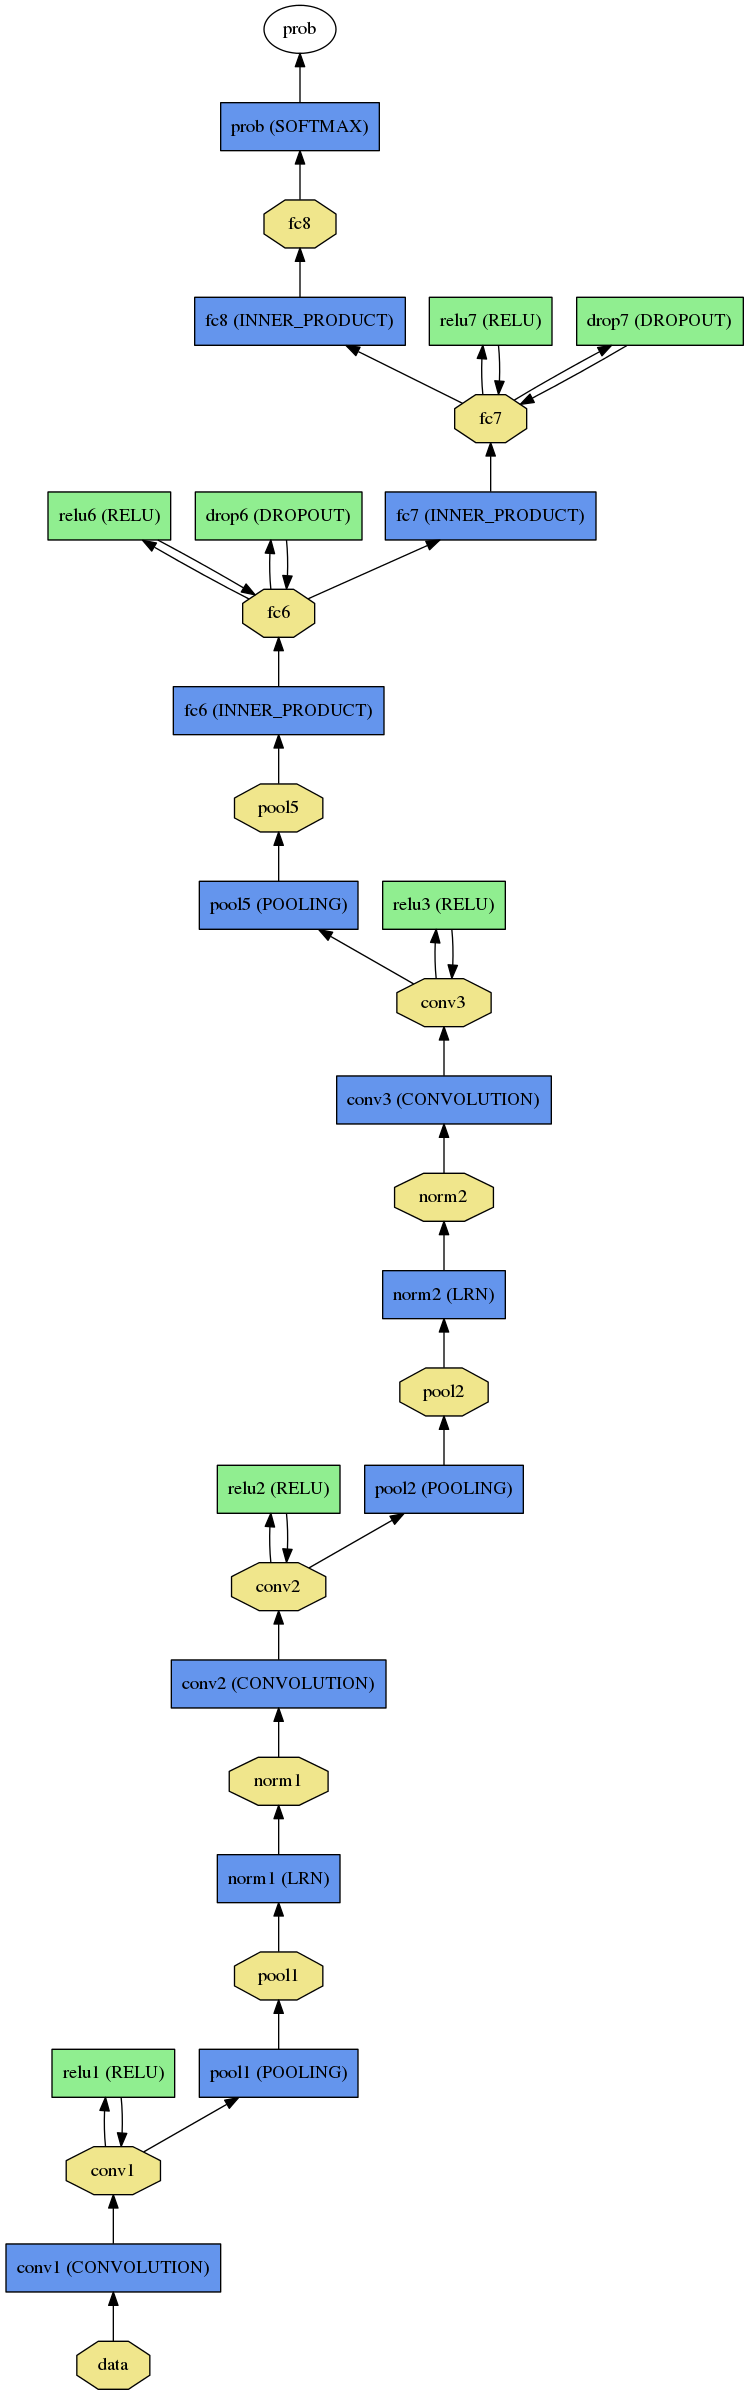 prob
prob (SOFTMAX)
fc8
fc8 (INNER_PRODUCT)
relu7 (RELU)
drop7 (DROPOUT)
fc7
relu6 (RELU)
drop6 (DROPOUT)
fc7 (INNER_PRODUCT)
fc6
fc6 (INNER_PRODUCT)
pool5
pool5 (POOLING)
relu3 (RELU)
conv3
conv3 (CONVOLUTION)
norm2
norm2 (LRN)
pool2
relu2 (RELU)
pool2 (POOLING)
conv2
conv2 (CONVOLUTION)
norm1
norm1 (LRN)
pool1
relu1 (RELU)
pool1 (POOLING)
conv1
conv1 (CONVOLUTION)
data